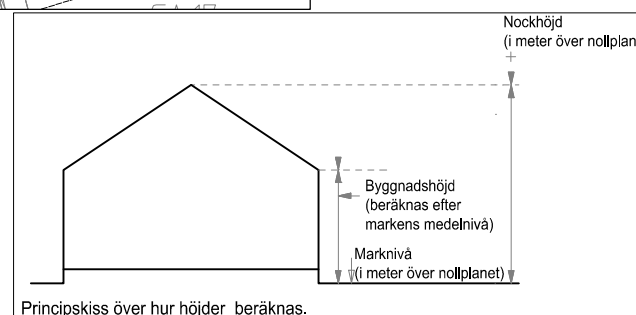 Nockhöjd
(i meter över nollplan
Byggnadshöjd
(beräknas efter
markens medelnivå)
Marknivå
(i meter över nollplanet)
Principskiss över hur höjder beräknas.